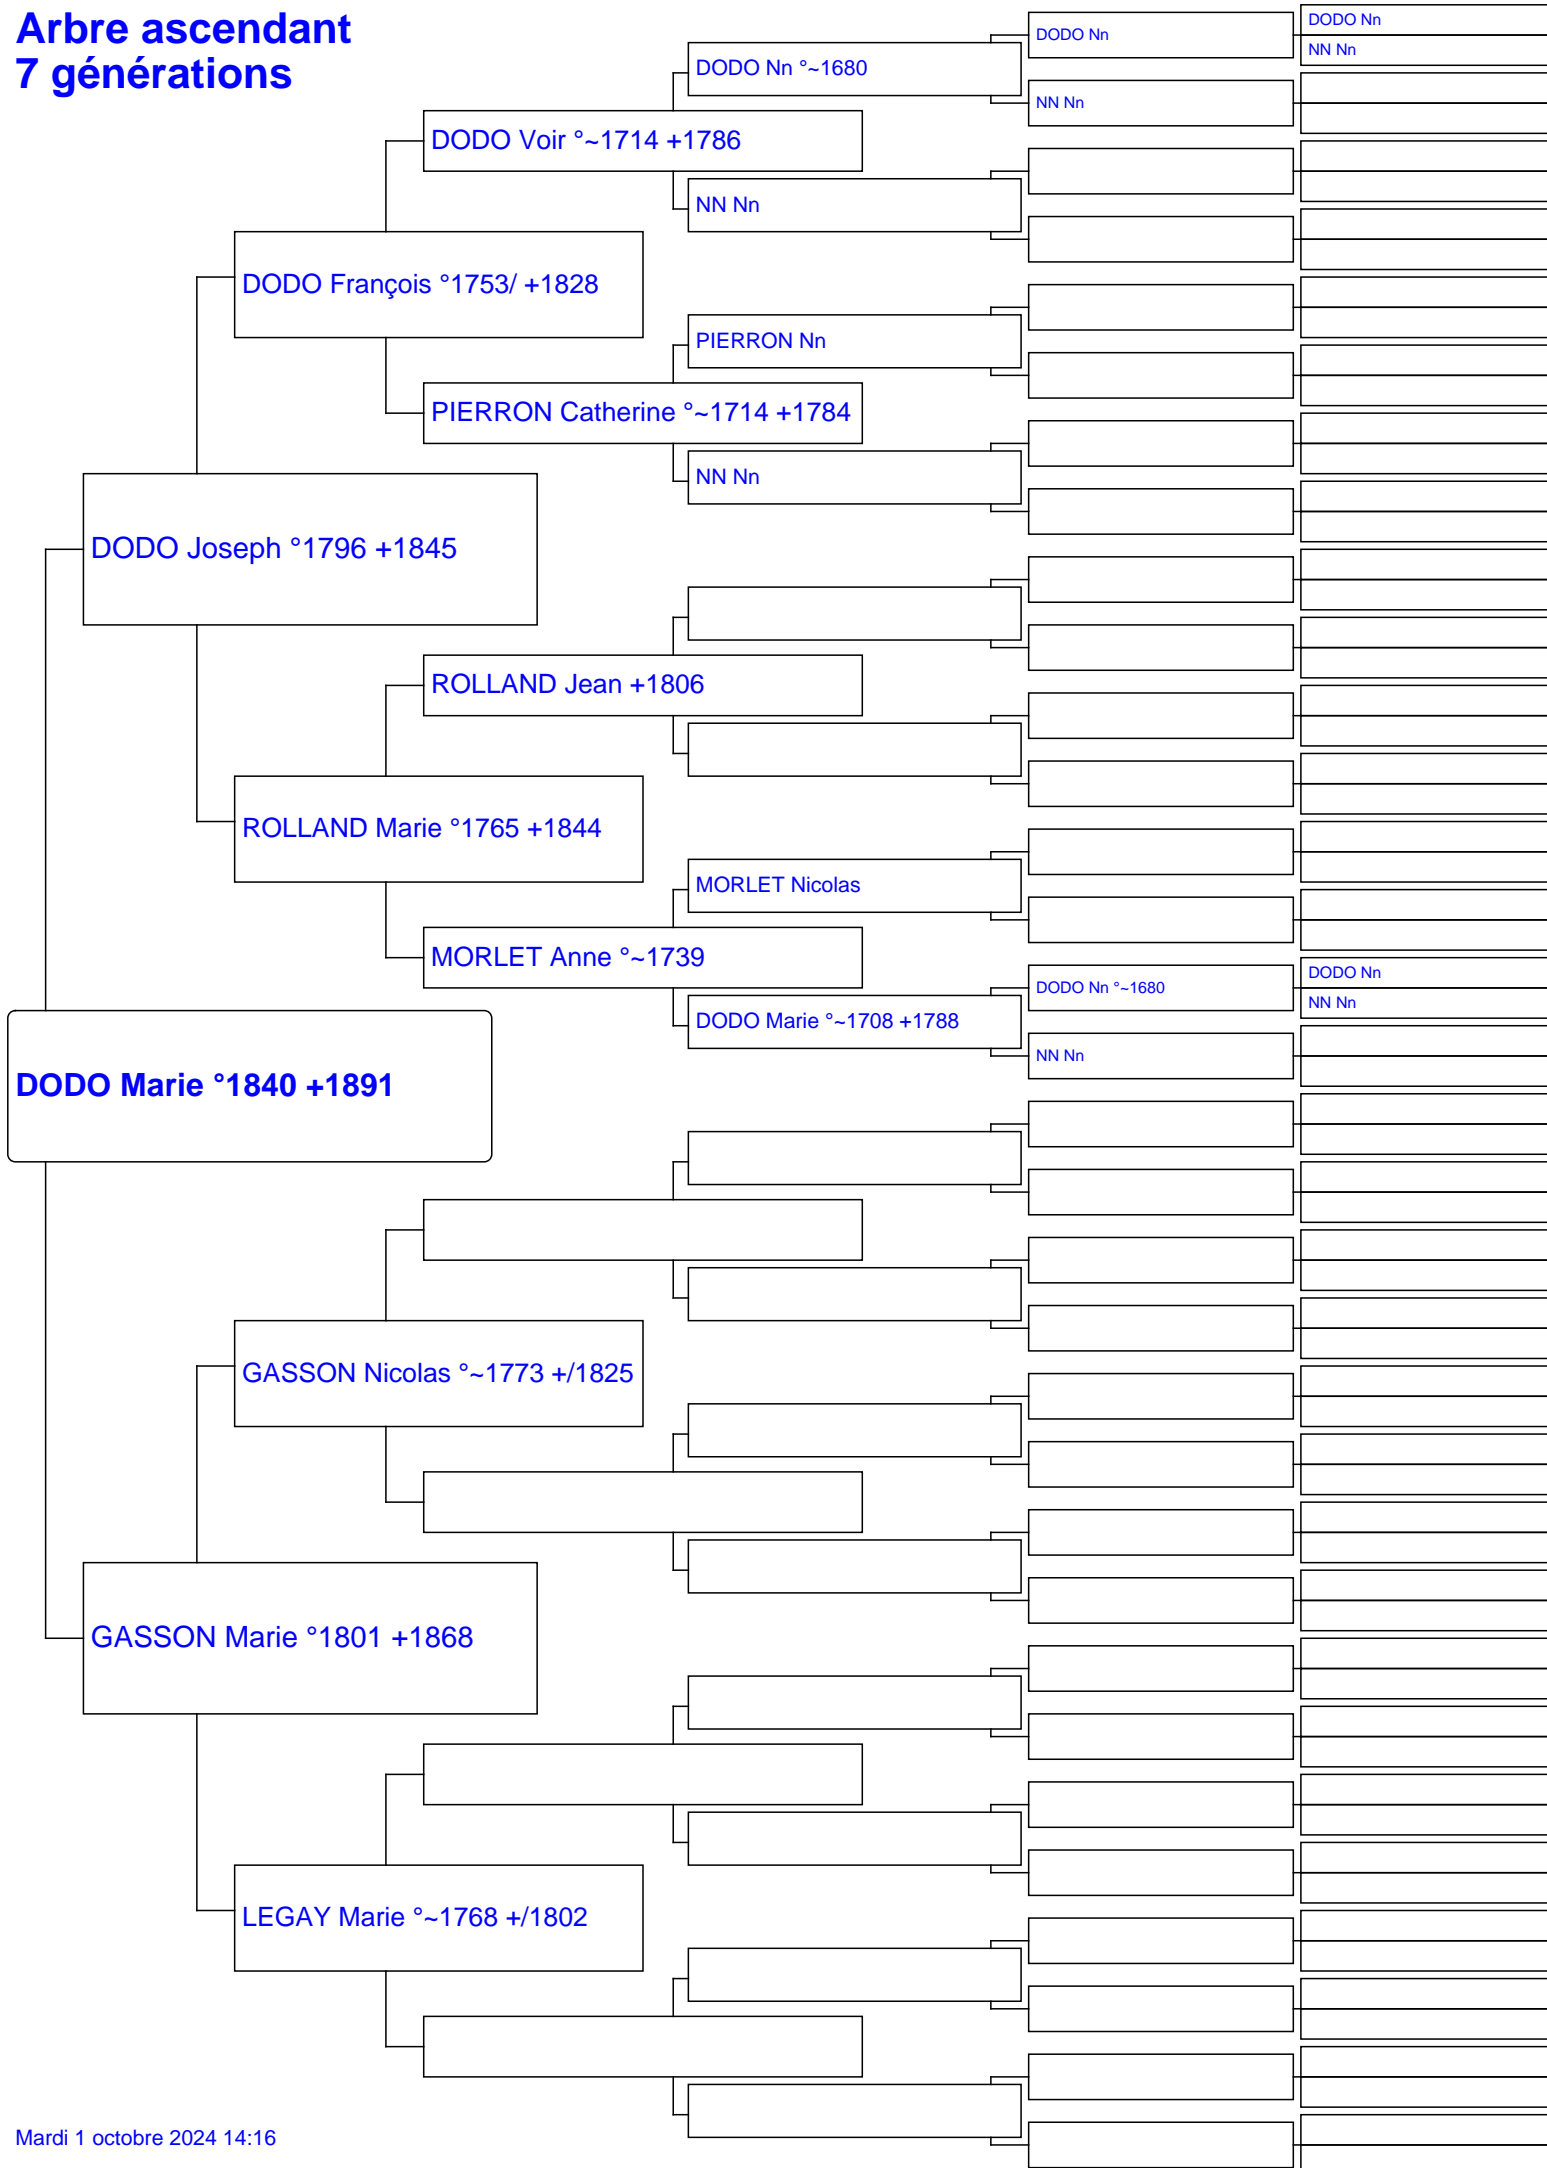 Arbre ascendant
7 générations
DODO Nn
DODO Nn
NN Nn
DODO Nn °~1680
NN Nn
DODO Voir °~1714 +1786
NN Nn
DODO François °1753/ +1828
PIERRON Nn
PIERRON Catherine °~1714 +1784
NN Nn
DODO Joseph °1796 +1845
ROLLAND Jean +1806
ROLLAND Marie °1765 +1844
MORLET Nicolas
MORLET Anne °~1739
DODO Nn °~1680
DODO Nn
NN Nn
DODO Marie °~1708 +1788
NN Nn
DODO Marie °1840 +1891
GASSON Nicolas °~1773 +/1825
GASSON Marie °1801 +1868
LEGAY Marie °~1768 +/1802
Mardi 1 octobre 2024 14:16